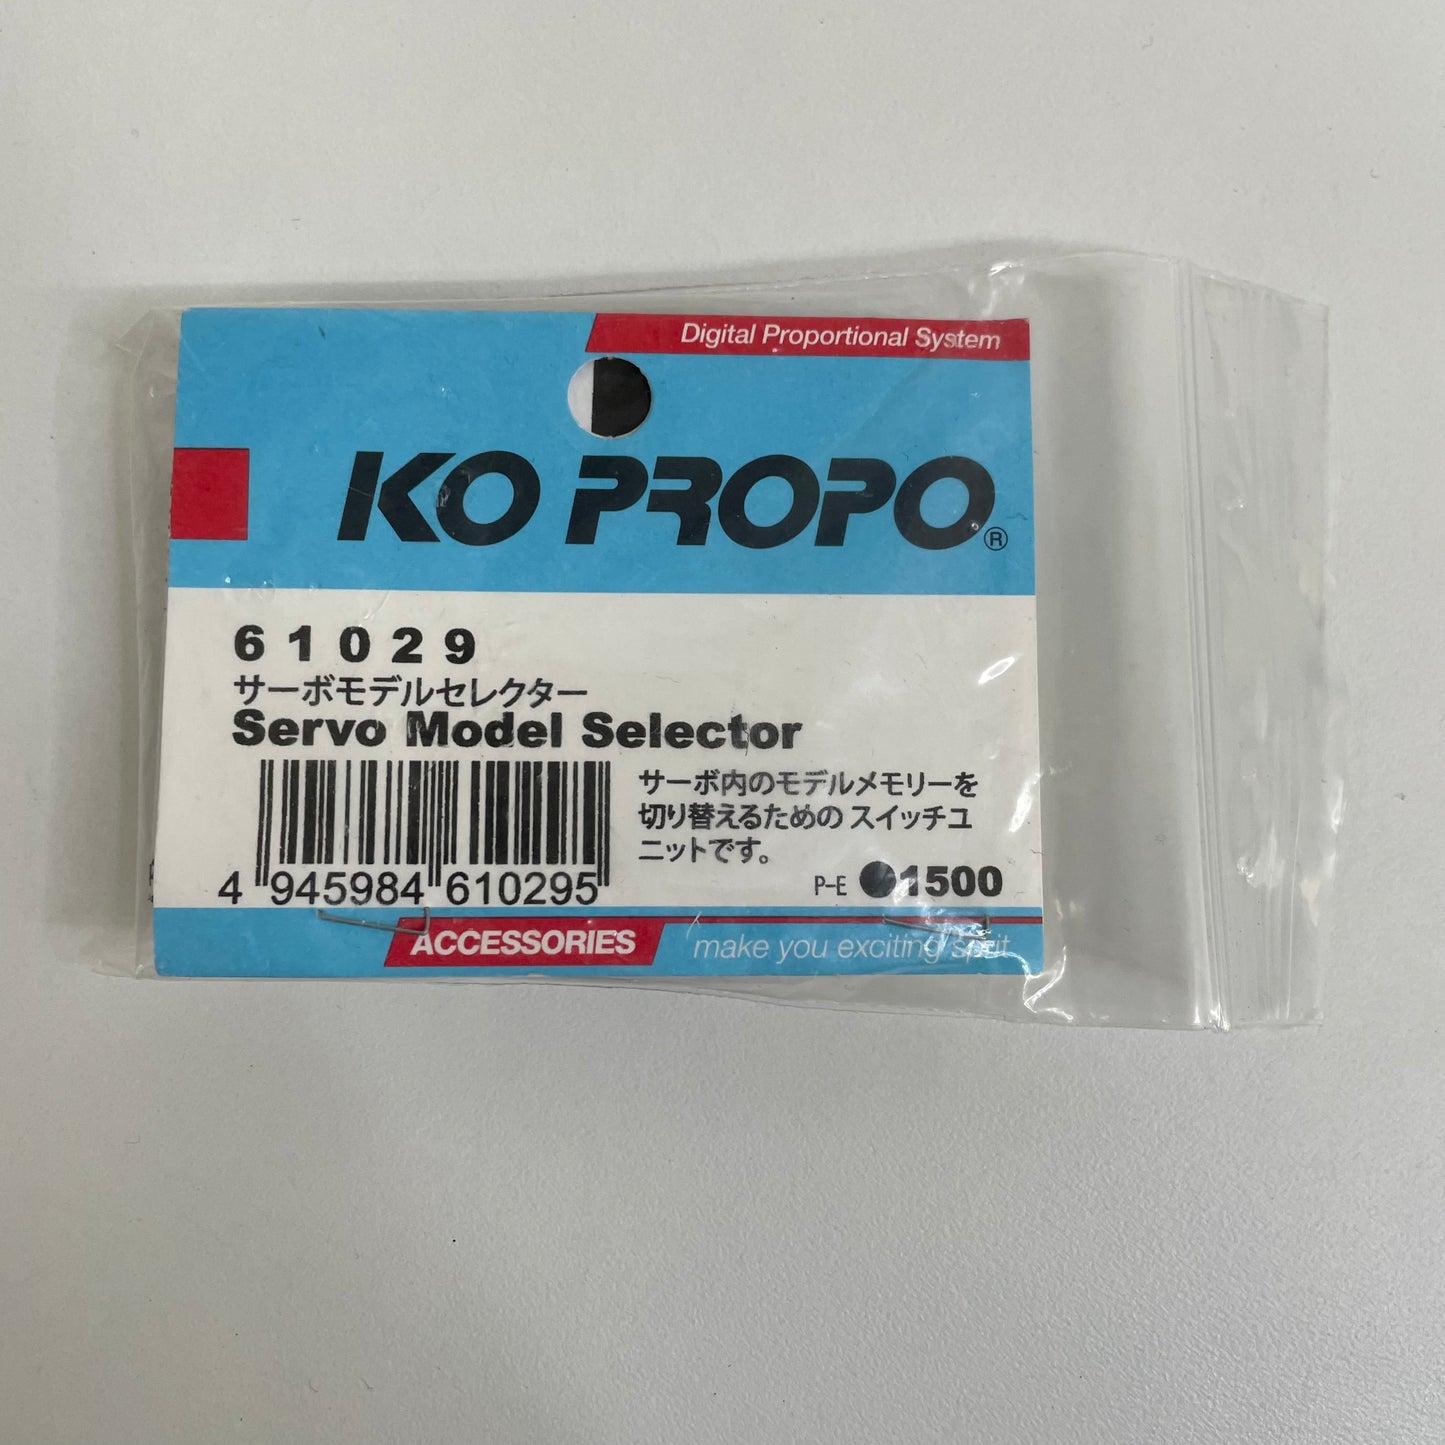 Digital Proportional System
KO PROPO®
61029
サーボモデルセレクター
Servo Model Selector
サーボ内のモデルメモリーを
切り替えるための スイッチユ
ニットです。
4 945984 610295
P-E ●1500
ACCESSORIES
make you exciting spirit